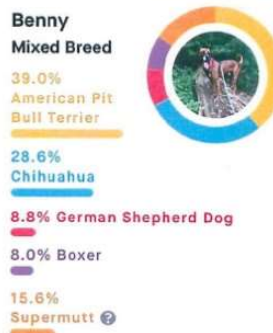 Benny
Mixed Breed
39.0%
American Pit
Bull Terrier
28.6%
Chihuahua
8.8% German Shepherd Dog
8.0% Boxer
15.6%
Supermutt ?